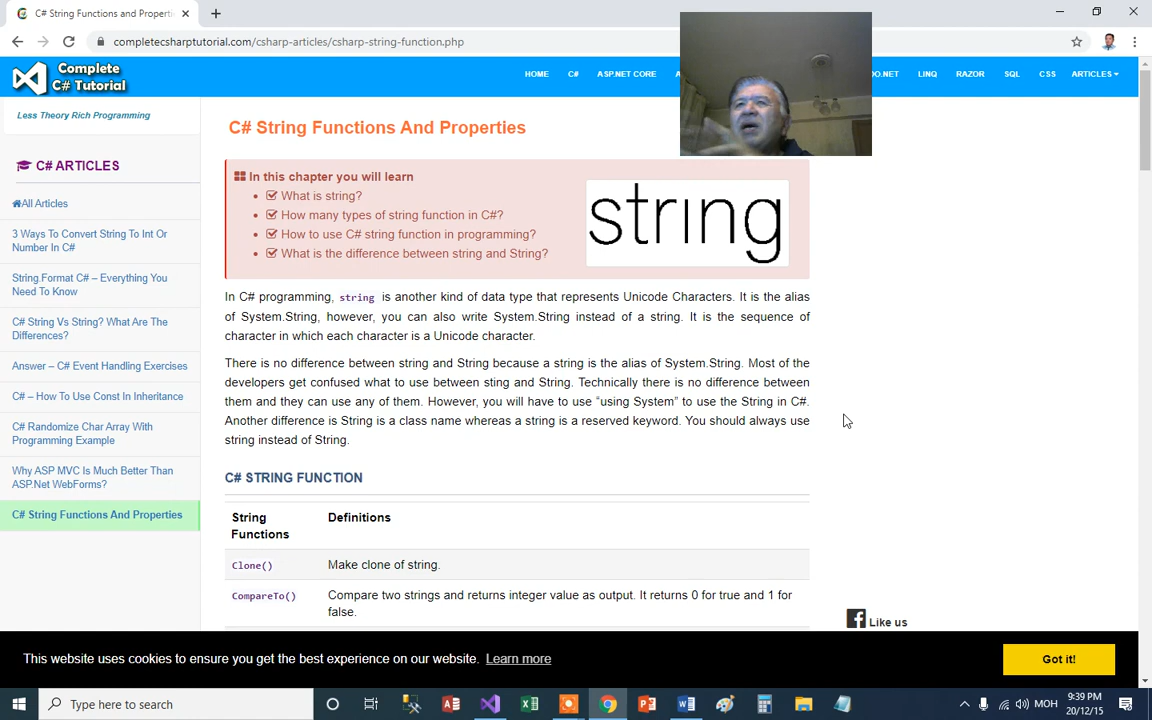 C# String Functions And Properti
completecsharptutorial.com/csharp-articles/csharp-string-function.php
Complete
C# Tutorial
HOME C# ASP.NET CORE DO.NET LINQ RAZOR SQL CSS ARTICLES
Less Theory Rich Programming
C# ARTICLES
All Articles
3 Ways To Convert String To Int Or
Number In C#
String.Format C# – Everything You
Need To Know
C# String Vs String? What Are The
Differences?
Answer – C# Event Handling Exercises
C# – How To Use Const In Inheritance
C# Randomize Char Array With
Programming Example
Why ASP MVC Is Much Better Than
ASP.Net WebForms?
C# String Functions And Properties
C# String Functions And Properties
In this chapter you will learn
What is string?
How many types of string function in C#?
How to use C# string function in programming?
What is the difference between string and String?
string
In C# programming, string is another kind of data type that represents Unicode Characters. It is the alias
of System.String, however, you can also write System.String instead of a string. It is the sequence of
character in which each character is a Unicode character.
There is no difference between string and String because a string is the alias of System.String. Most of the
developers get confused what to use between sting and String. Technically there is no difference between
them and they can use any of them. However, you will have to use “using System” to use the String in C#.
Another difference is String is a class name whereas a string is a reserved keyword. You should always use
string instead of String.
C# STRING FUNCTION
String
Functions
Definitions
Clone() Make clone of string.
CompareTo() Compare two strings and returns integer value as output. It returns 0 for true and 1 for
false.
Like us
This website uses cookies to ensure you get the best experience on our website. Learn more
Got it!
Type here to search
MOH
9:39 PM
20/12/15